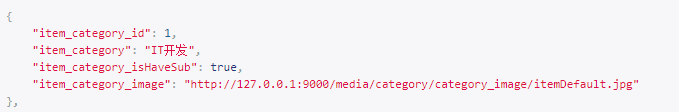 {
"item_category_id": 1,
"item_category": "IT开发",
"item_category_isHaveSub": true,
"item_category_image": "http://127.0.0.1:9000/media/category/category_image/itemDefault.jpg"
},